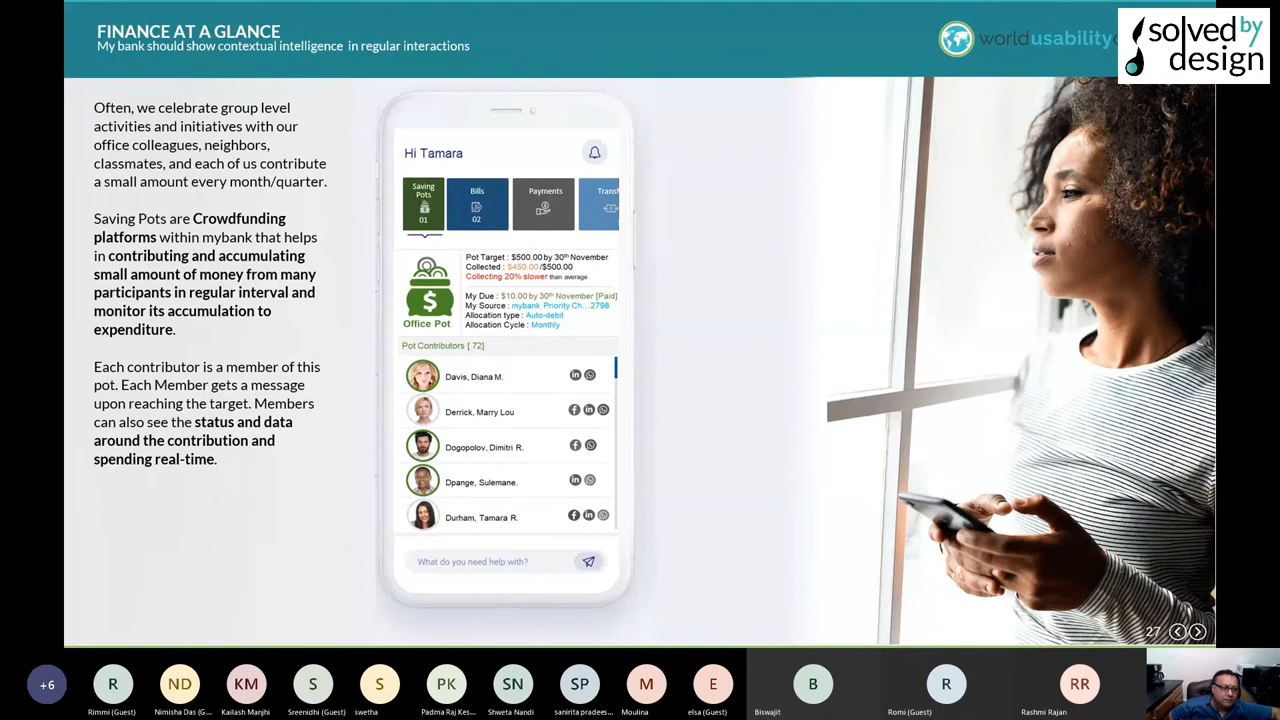 FINANCE AT A GLANCE
My bank should show contextual intelligence in regular interactions
worldusability
solved by
design
Often, we celebrate group level
activities and initiatives with our
office colleagues, neighbors,
classmates, and each of us contribute
a small amount every month/quarter.
Saving Pots are Crowdfunding
platforms within mybank that helps
in contributing and accumulating
small amount of money from many
participants in regular interval and
monitor its accumulation to
expenditure.
Each contributor is a member of this
pot. Each Member gets a message
upon reaching the target. Members
can also see the status and data
around the contribution and
spending real-time.
Hi Tamara
Saving
Pots
01
Bills
02
Payments
Transf
$
Office Pot
Pot Target : $500.00 by 30th November
Collected : $450.00/$500.00
Collecting 20% slower than average
My Due : $10.00 by 30th November [Paid]
My Source : mybank Priority Ch...2798
Allocation type : Auto-debit
Allocation Cycle : Monthly
Pot Contributors [ 72]
Davis, Diana M.
Derrick, Marry Lou
Dogopolov, Dimitri R.
Dpange, Sulemane.
Durham, Tamara R.
What do you need help with?
27
+6
R
Rimmi (Guest)
ND
Nimisha Das (G...
KM
Kailash Manjhi
S
Sreenidhi (Guest)
S
swetha
PK
Padma Raj Kes...
SN
Shweta Nandi
SP
sanirita pradees...
M
Moulina
E
elsa (Guest)
B
Biswajit
R
Romi (Guest)
RR
Rashmi Rajan